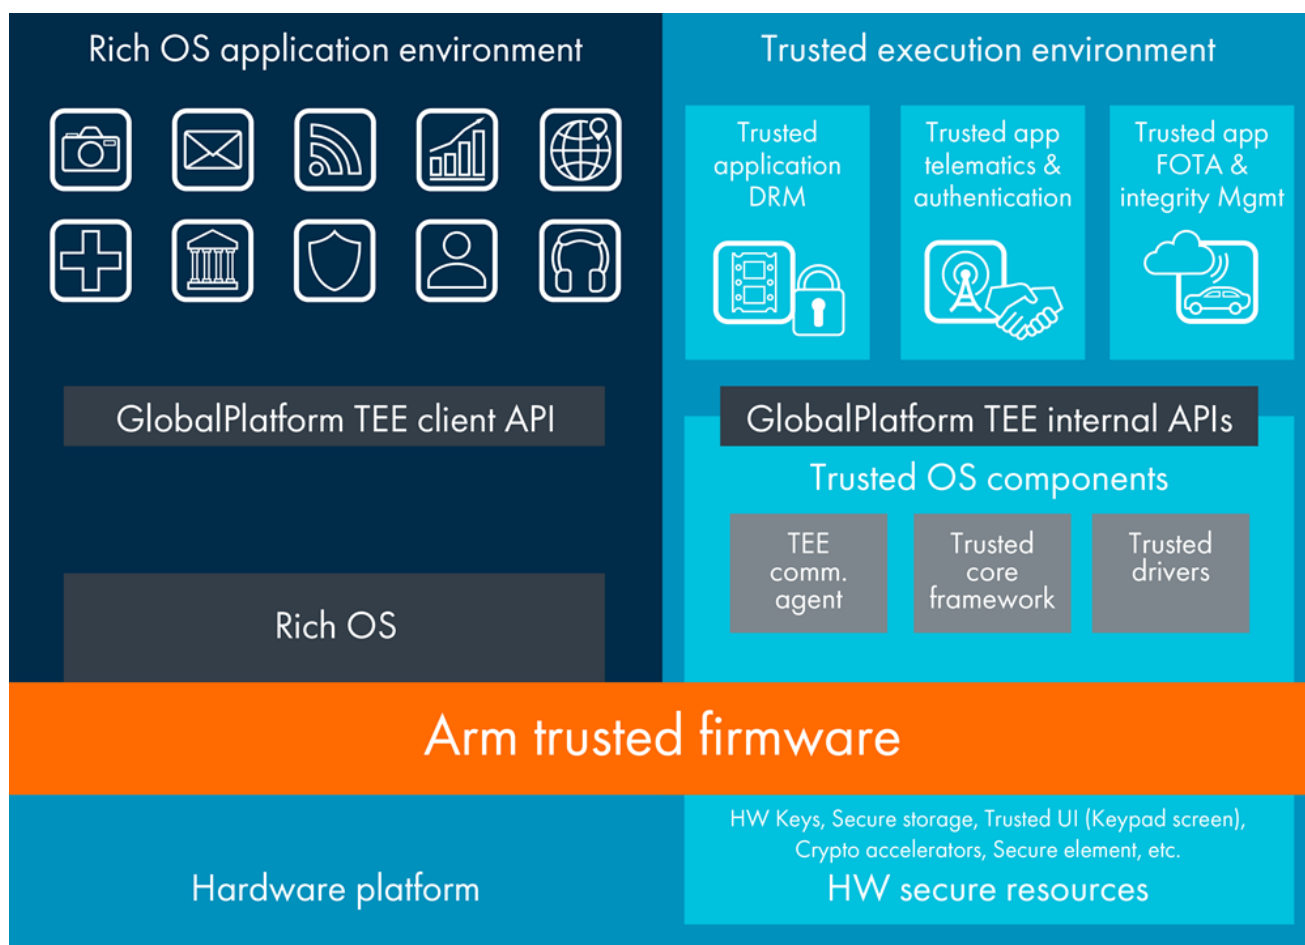 Rich OS application environment
GlobalPlatform TEE client API
Rich OS
Trusted execution environment
Trusted
application
DRM
Trusted app
telematics &
authentication
Trusted app
FOTA &
integrity Mgmt
GlobalPlatform TEE internal APIs
Trusted OS components
TEE
comm.
agent
Trusted
core
framework
Trusted
drivers
Arm trusted firmware
Hardware platform
HW Keys, Secure storage, Trusted UI (Keypad screen),
Crypto accelerators, Secure element, etc.
HW secure resources